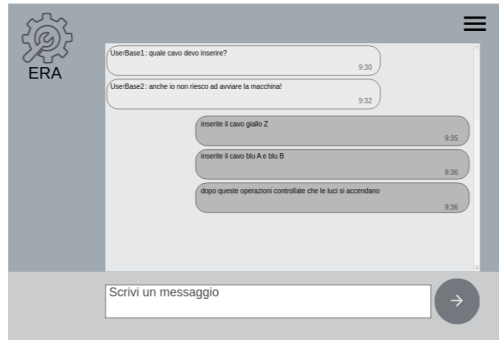 ERA
UserBase1: quale cavo devo inserire?
9:30
UserBase2: anche io non riesco ad avviare la macchina!
9:32
inserite il cavo giallo Z
9:35
inserite il cavo blu A e blu B
9:36
dopo queste operazioni controllate che le luci si accendano
9:36
Scrivi un messaggio